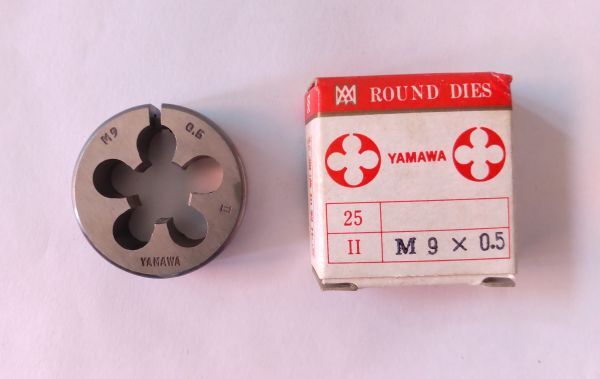 M9 0.5
II
YAMAWA
ROUND DIES
YAMAWA
25
II M 9 × 0.5